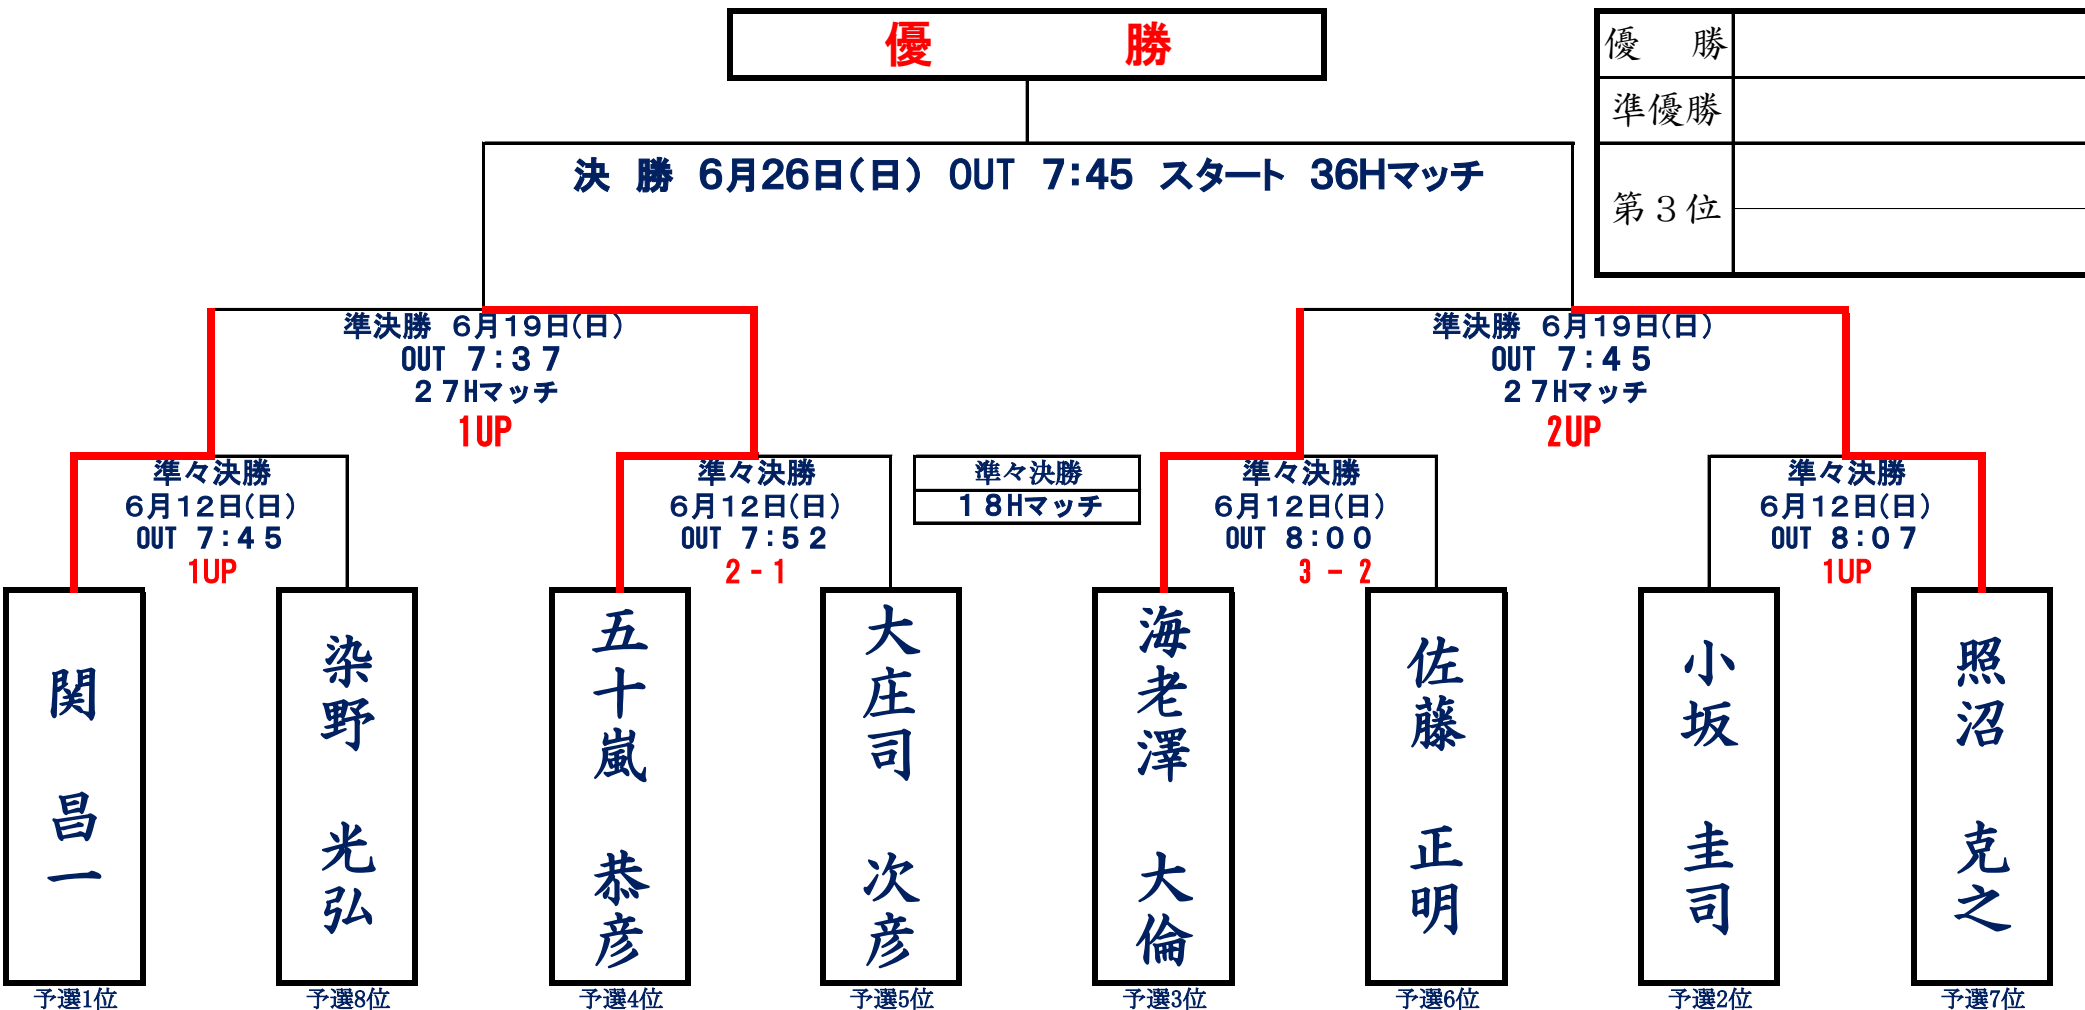 優 勝
優 勝
準優勝
第３位
決 勝 6月26日(日) OUT 7:45 スタート 36Hマッチ
準決勝 6月19日(日)
OUT 7:37
27Hマッチ
1UP
準決勝 6月19日(日)
OUT 7:45
27Hマッチ
2UP
準々決勝
6月12日(日)
OUT 7:45
1UP
準々決勝
6月12日(日)
OUT 7:52
2-1
準々決勝
18Hマッチ
準々決勝
6月12日(日)
OUT 8:00
3-2
準々決勝
6月12日(日)
OUT 8:07
1UP
関 昌一
染野 光弘
五十嵐 恭彦
大庄司 次彦
海老澤 大倫
佐藤 正明
小坂 圭司
照沼 克之
予選1位
予選8位
予選4位
予選5位
予選3位
予選6位
予選2位
予選7位